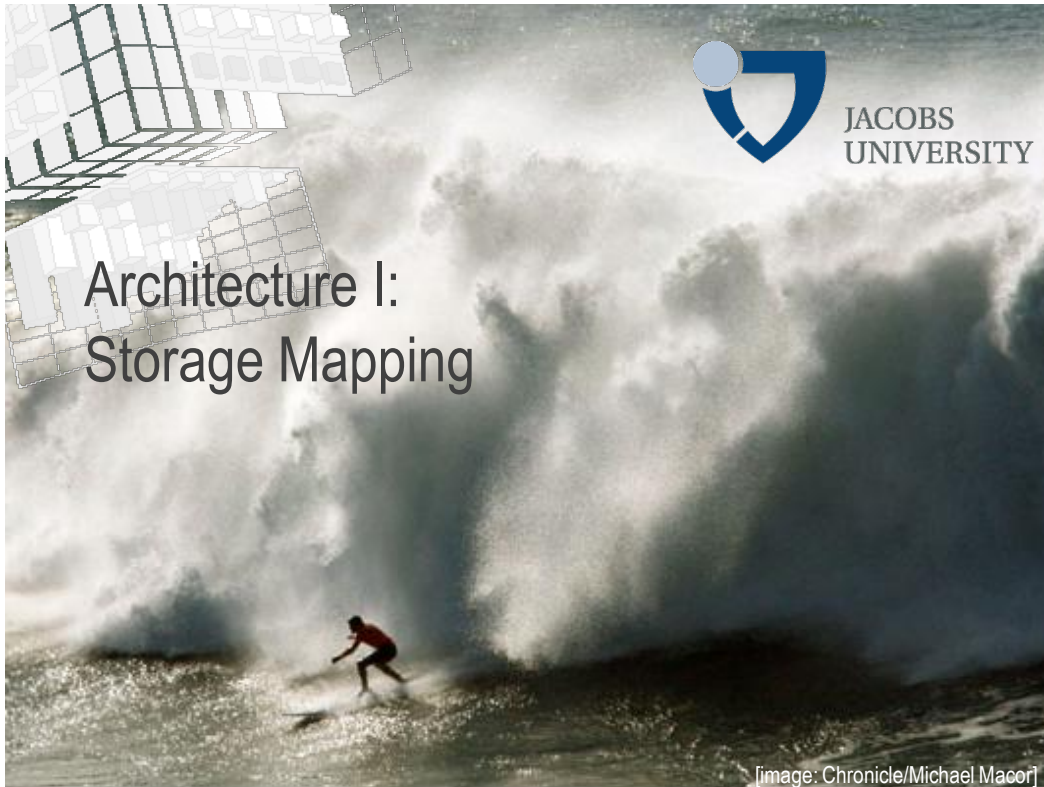 JACOBS
UNIVERSITY
Architecture I:
Storage Mapping
[image: Chronicle/Michael Macor]